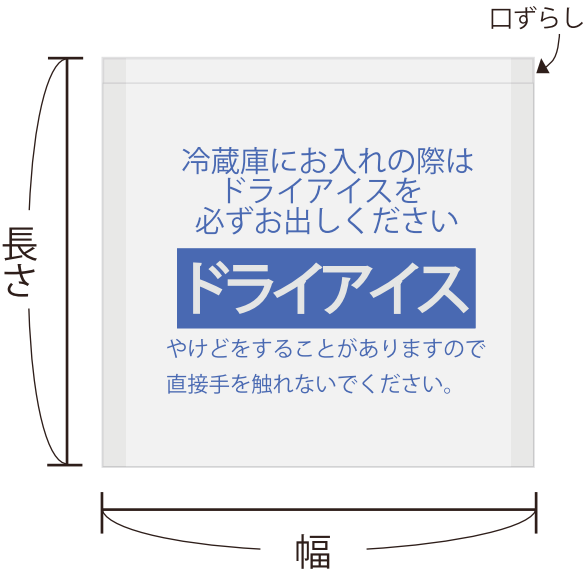 口ずらし
長さ
冷蔵庫にお入れの際は
ドライアイスを
必ずお出しください
ドライアイス
やけどをすることがありますので
直接手を触れないでください。
幅